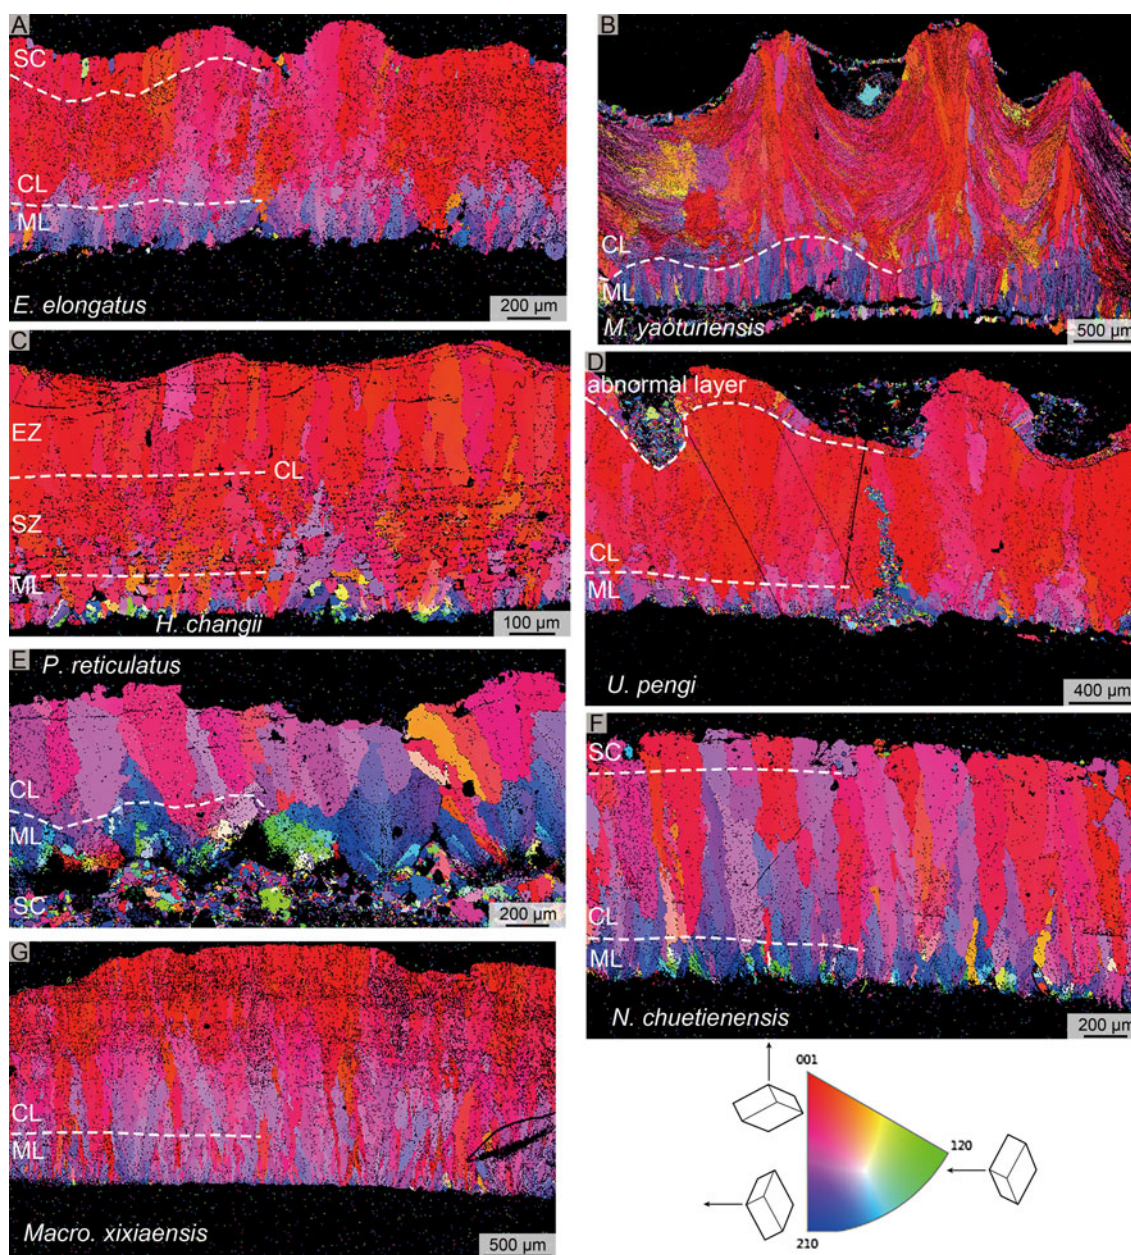 A
SC
CL
ML
E. elongatus
200 µm
B
CL
ML
M. yaotunensis
500 µm
C
EZ
CL
SZ
ML
H. changii
100 µm
D
abnormal layer
CL
ML
U. pengi
400 µm
E
P. reticulatus
CL
ML
SC
200 µm
F
SC
CL
ML
N. chuetienensis
200 µm
G
CL
ML
Macro. xixiaensis
500 µm
001
120
210